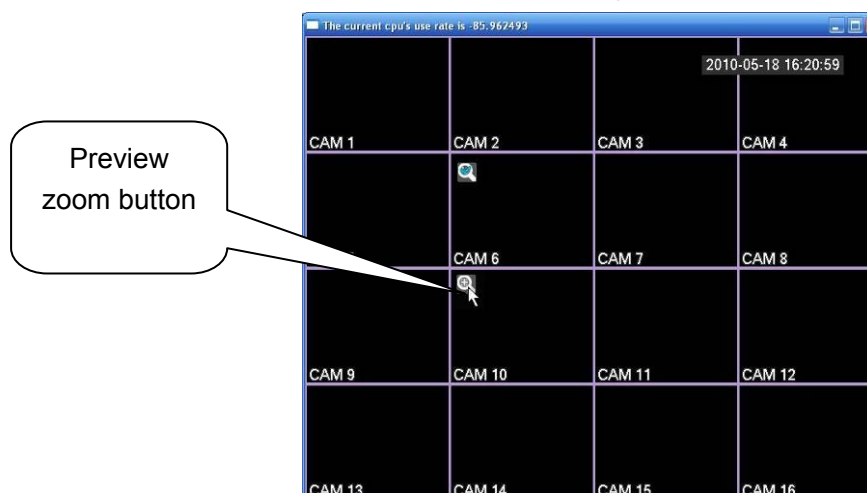 The current cpu's use rate is -85.962493
2010-05-18 16:20:59
CAM 1
CAM 2
CAM 3
CAM 4
Preview
zoom button
CAM 6
CAM 7
CAM 8
CAM 9
CAM 10
CAM 11
CAM 12
CAM 13
CAM 14
CAM 15
CAM 16